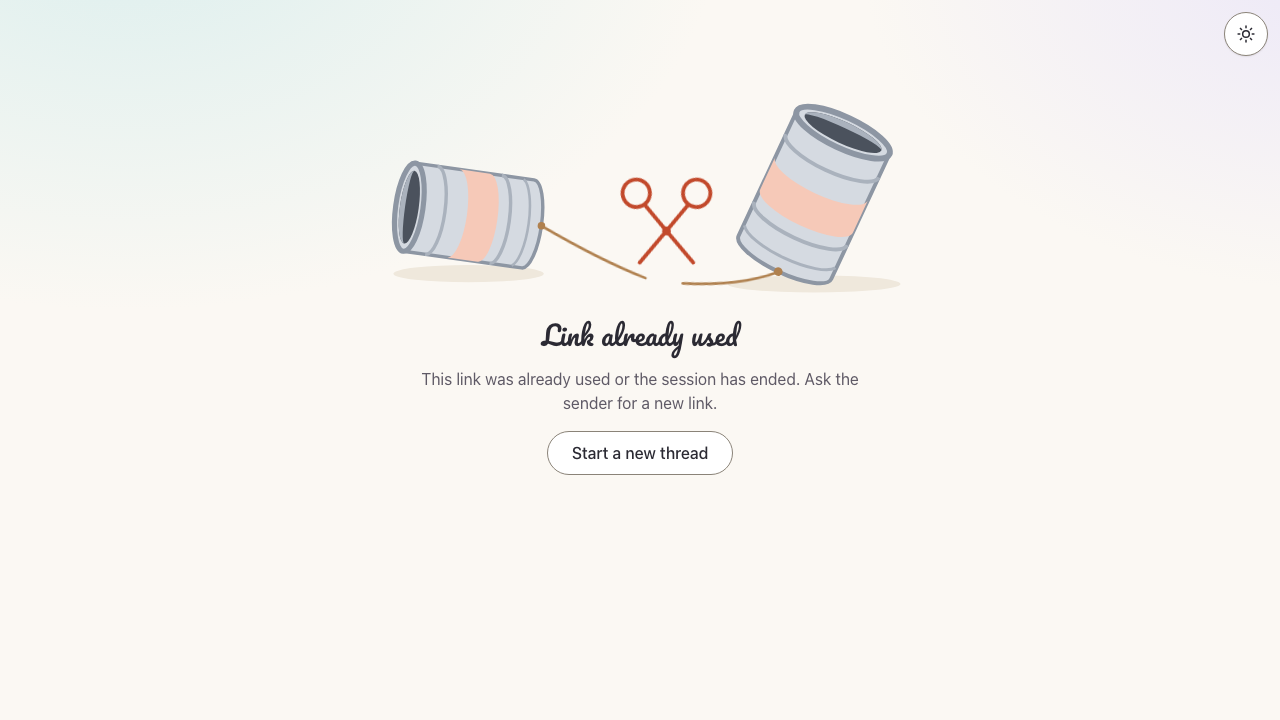 Link already used
This link was already used or the session has ended. Ask the
sender for a new link.
Start a new thread